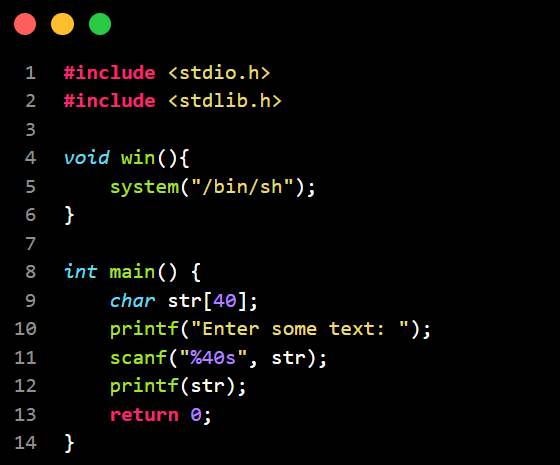 1 #include <stdio.h>
2 #include <stdlib.h>
3
4 void win(){
5     system("/bin/sh");
6 }
7
8 int main() {
9     char str[40];
10     printf("Enter some text: ");
11     scanf("%40s", str);
12     printf(str);
13     return 0;
14 }